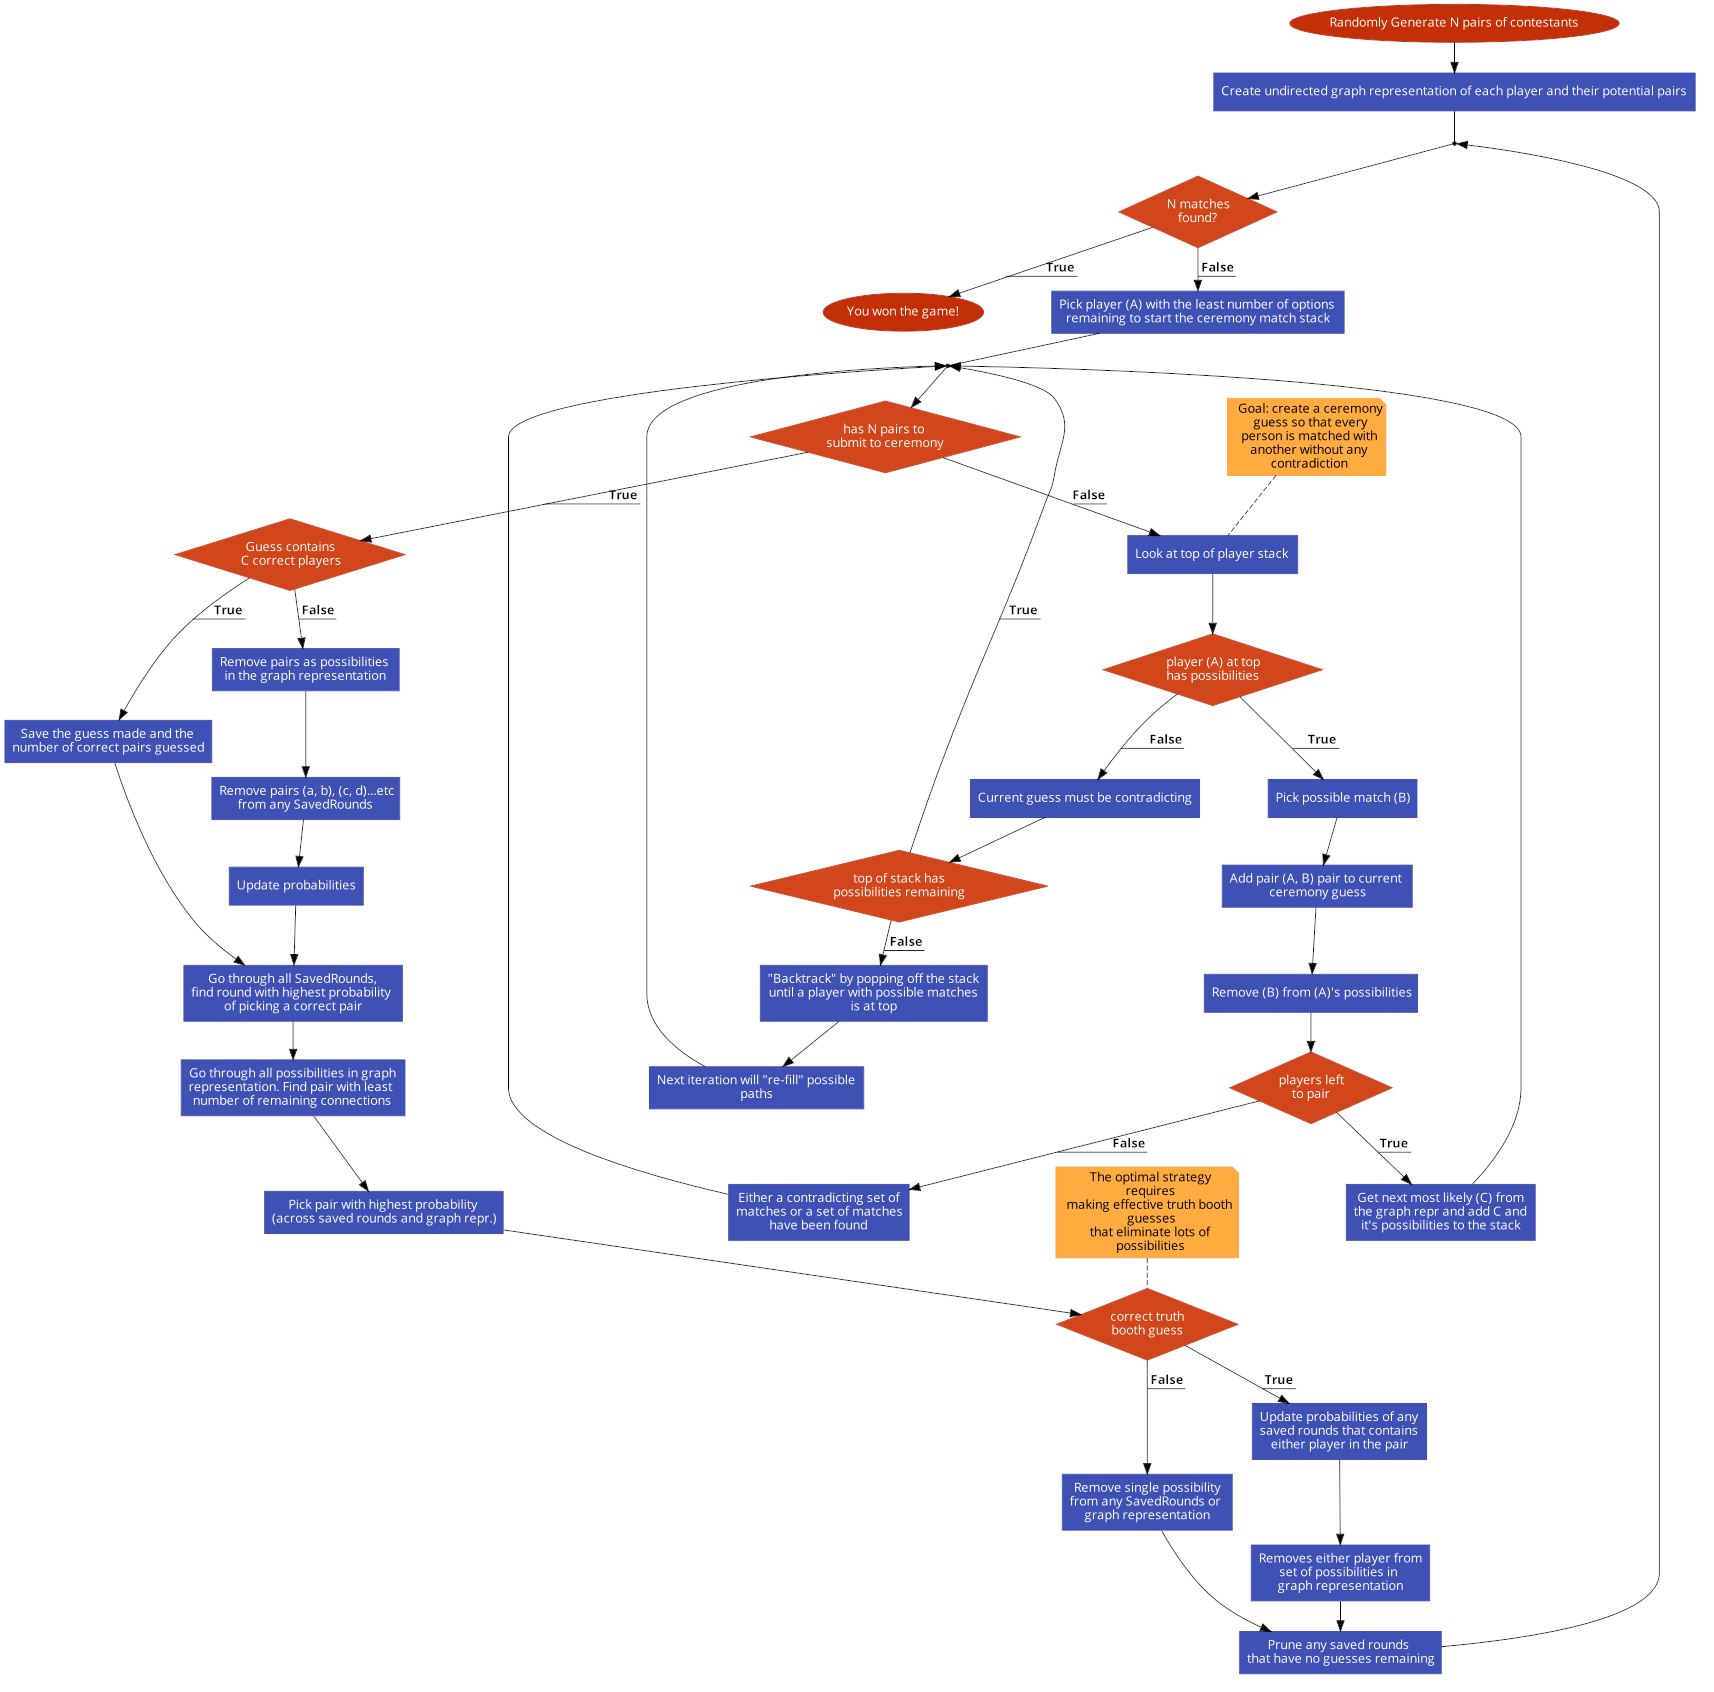 Randomly Generate N pairs of contestants
Create undirected graph representation of each player and their potential pairs
N matches
found?
True
False
You won the game!
Pick player (A) with the least number of options
remaining to start the ceremony match stack
has N pairs to
submit to ceremony
Goal: create a ceremony
guess so that every
person is matched with
another without any
contradiction
True
False
Guess contains
C correct players
Look at top of player stack
True
False
True
Remove pairs as possibilities
in the graph representation
player (A) at top
has possibilities
Save the guess made and the
number of correct pairs guessed
False
True
Remove pairs (a, b), (c, d)...etc
from any SavedRounds
Current guess must be contradicting
Pick possible match (B)
Update probabilities
top of stack has
possibilities remaining
Add pair (A, B) pair to current
ceremony guess
False
Go through all SavedRounds,
find round with highest probability
of picking a correct pair
"Backtrack" by popping off the stack
until a player with possible matches
is at top
Remove (B) from (A)'s possibilities
Go through all possibilities in graph
representation. Find pair with least
number of remaining connections
Next iteration will "re-fill" possible
paths
players left
to pair
False
True
Pick pair with highest probability
(across saved rounds and graph repr.)
Either a contradicting set of
matches or a set of matches
have been found
The optimal strategy
requires
making effective truth booth
guesses
that eliminate lots of
possibilities
Get next most likely (C) from
the graph repr and add C and
it's possibilities to the stack
correct truth
booth guess
False
True
Update probabilities of any
saved rounds that contains
either player in the pair
Remove single possibility
from any SavedRounds or
graph representation
Removes either player from
set of possibilities in
graph representation
Prune any saved rounds
that have no guesses remaining